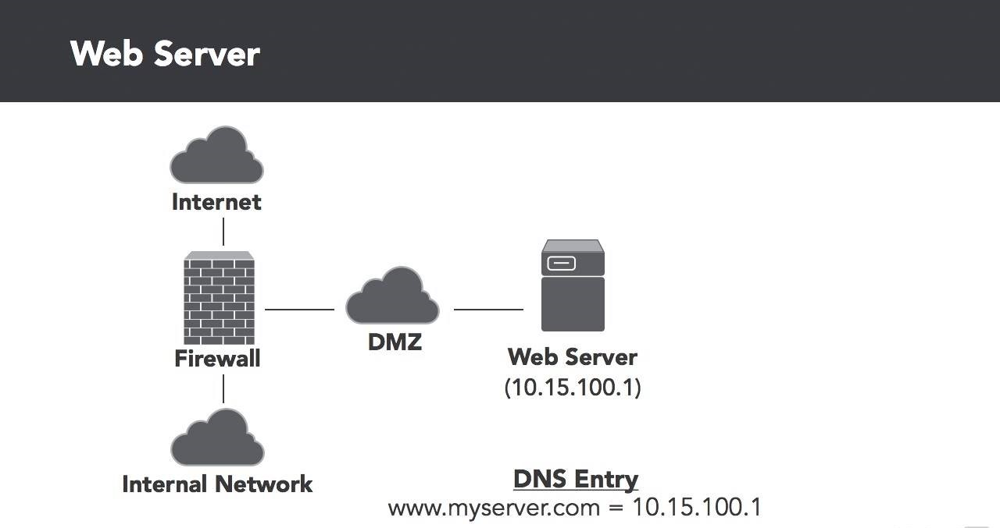 Web Server
Internet
Firewall
DMZ
Web Server
(10.15.100.1)
Internal Network
DNS Entry
www.myserver.com = 10.15.100.1